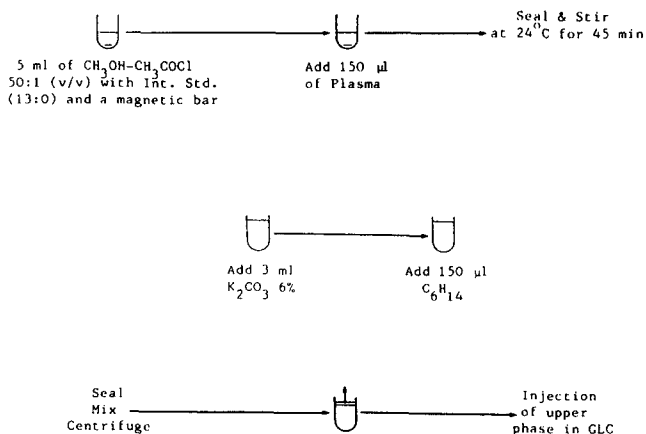 Seal & Stir
at 24°C for 45 min
5 ml of CH3OH-CH3COCl
50:1 (v/v) with Int. Std.
(13:0) and a magnetic bar
Add 150 µl
of Plasma
Add 3 ml
K2CO3 6%
Add 150 µl
C6H14
Seal
Mix
Centrifuge
Injection
of upper
phase in GLC